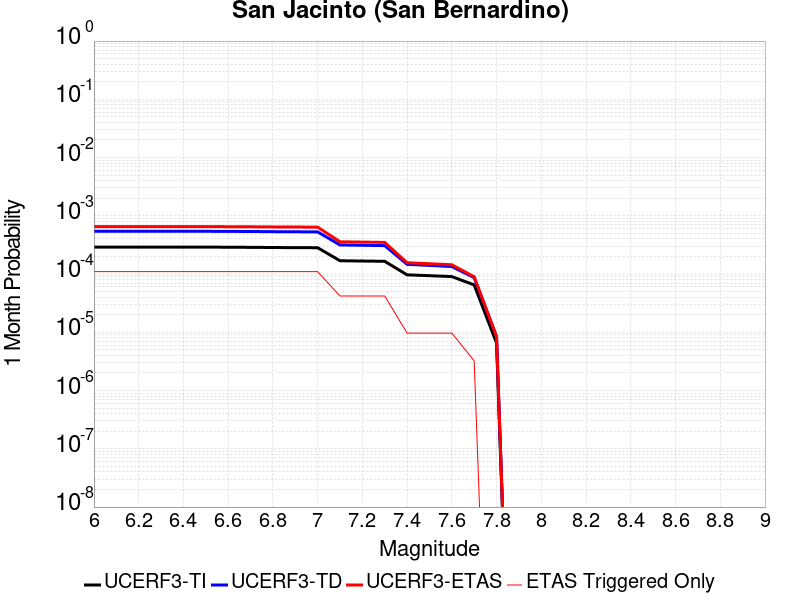 San Jacinto (San Bernardino)
10^0
10^-1
10^-2
10^-3
10^-4
10^-5
10^-6
10^-7
10^-8
1 Month Probability
6 6.2 6.4 6.6 6.8 7 7.2 7.4 7.6 7.8 8 8.2 8.4 8.6 8.8 9
Magnitude
UCERF3-TI UCERF3-TD UCERF3-ETAS ETAS Triggered Only